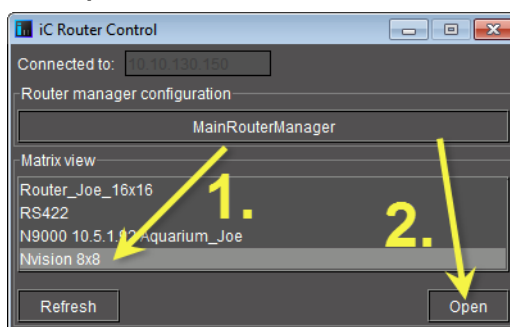 iC Router Control
Connected to: 10.10.130.150
Router manager configuration
MainRouterManager
Matrix view
Router_Joe_16x16
1.
RS422
N9000 10.5.1.92 Aquarium_Joe
2.
Nvision 8x8
Refresh
Open